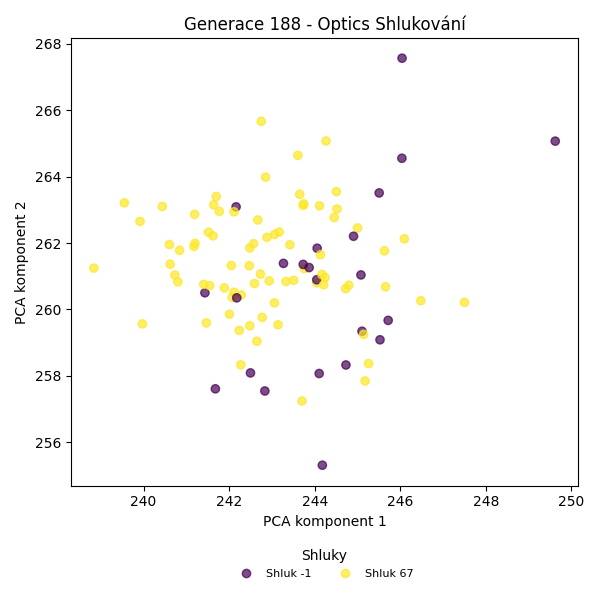 Generace 188 - Optics Shlukování
PCA komponent 2
268
266
264
262
260
258
256
240 242 244 246 248 250
PCA komponent 1
Shluky
Shluk -1 Shluk 67